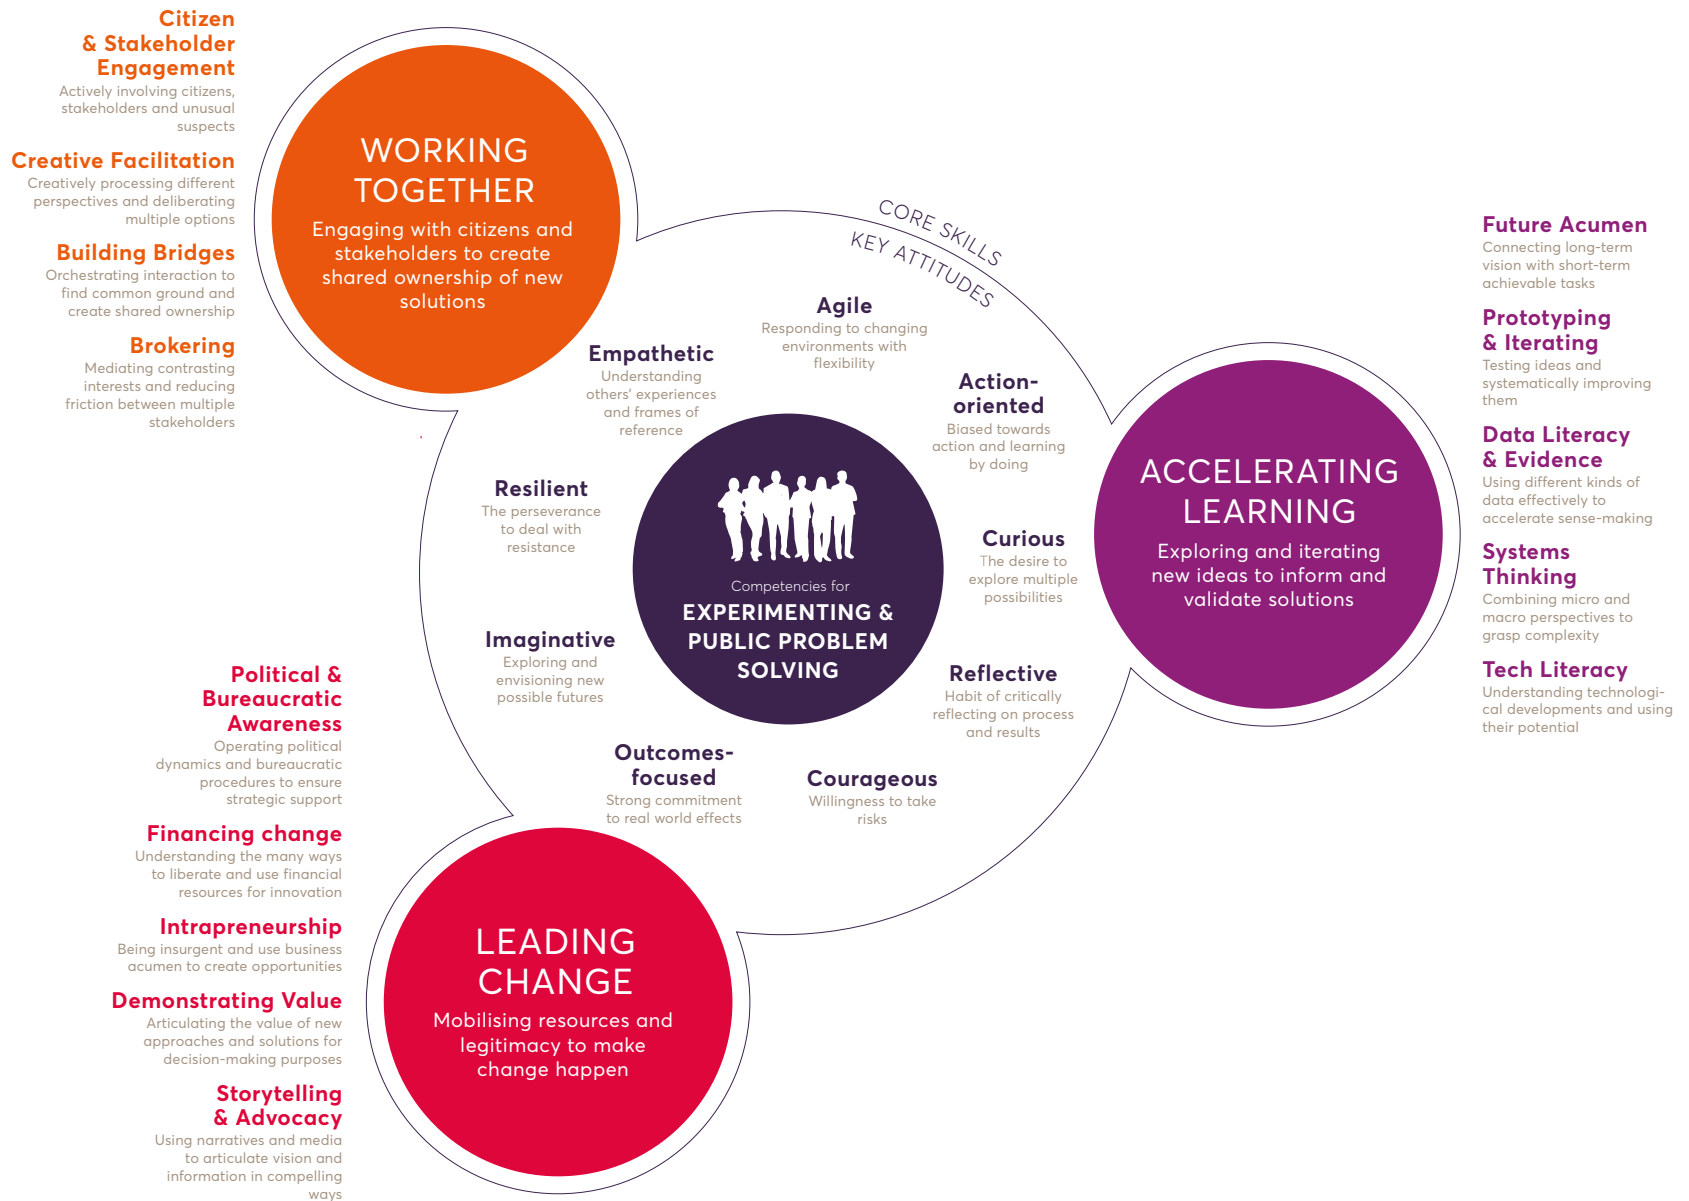 Citizen
& Stakeholder
Engagement
Actively involving citizens,
stakeholders and unusual
suspects
Creative Facilitation
Creatively processing different
perspectives and deliberating
multiple options
Building Bridges
Orchestrating interaction to
find common ground and
create shared ownership
Brokering
Mediating contrasting
interests and reducing
friction between multiple
stakeholders
WORKING
TOGETHER
Engaging with citizens and
stakeholders to create
shared ownership of new
solutions
CORE SKILLS
KEY ATTITUDES
Agile
Responding to changing
environments with
flexibility
Empathetic
Understanding
others' experiences
and frames of
reference
Action-
oriented
Biased towards
action and learning
by doing
Resilient
The perseverance
to deal with
resistance
Curious
The desire to
explore multiple
possibilities
Imaginative
Exploring and
envisioning new
possible futures
Reflective
Habit of critically
reflecting on process
and results
Outcomes-
focused
Strong commitment
to real world effects
Courageous
Willingness to take
risks
Competencies for
EXPERIMENTING &
PUBLIC PROBLEM
SOLVING
ACCELERATING
LEARNING
Exploring and iterating
new ideas to inform and
validate solutions
Future Acumen
Connecting long-term
vision with short-term
achievable tasks
Prototyping
& Iterating
Testing ideas and
systematically improving
them
Data Literacy
& Evidence
Using different kinds of
data effectively to
accelerate sense-making
Systems
Thinking
Combining micro and
macro perspectives to
grasp complexity
Tech Literacy
Understanding technologi-
cal developments and using
their potential
Political &
Bureaucratic
Awareness
Operating political
dynamics and bureaucratic
procedures to ensure
strategic support
Financing change
Understanding the many ways
to liberate and use financial
resources for innovation
Intrapreneurship
Being insurgent and use business
acumen to create opportunities
Demonstrating Value
Articulating the value of new
approaches and solutions for
decision-making purposes
Storytelling
& Advocacy
Using narratives and media
to articulate vision and
information in compelling
ways
LEADING
CHANGE
Mobilising resources and
legitimacy to make
change happen